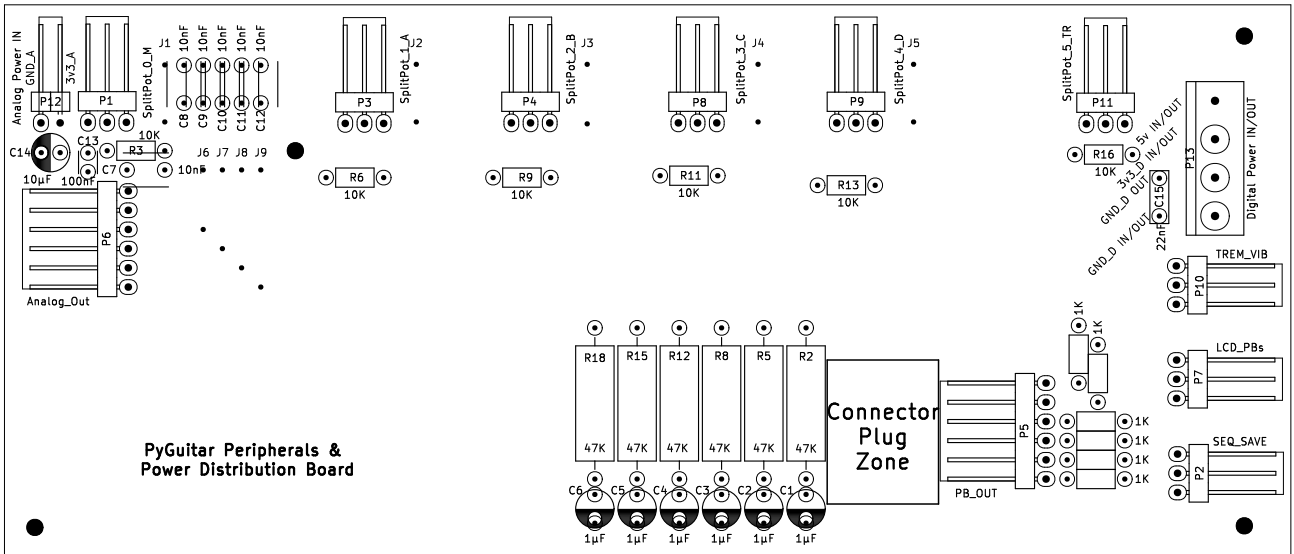 Analog Power IN
GND_A
3v3_A
P12
P1
SplitPot_0_M
J1
10nF
10nF
10nF
10nF
10nF
C8
C9
C10
C11
C12
P3
SplitPot_1_A
J2
P4
SplitPot_2_B
J3
P8
SplitPot_3_C
J4
P9
SplitPot_4_D
J5
P11
SplitPot_5_TR
C14
10µF
C13
100nF
10K
R3
C7
10nF
J6
J7
J8
J9
R6
10K
R9
10K
R11
10K
R13
10K
R16
10K
5v IN/OUT
3v3_D IN/OUT
GND_D OUT
GND_D IN/OUT
C15
22nF
P13
Digital Power IN/OUT
P6
Analog_Out
TREM_VIB
P10
LCD_PBs
P7
SEQ_SAVE
P2
1K
1K
R18
R15
R12
R8
R5
R2
47K
47K
47K
47K
47K
47K
C6
C5
C4
C3
C2
C1
1µF
1µF
1µF
1µF
1µF
1µF
Connector
Plug
Zone
P5
PB_OUT
1K
1K
1K
1K
PyGuitar Peripherals &
Power Distribution Board